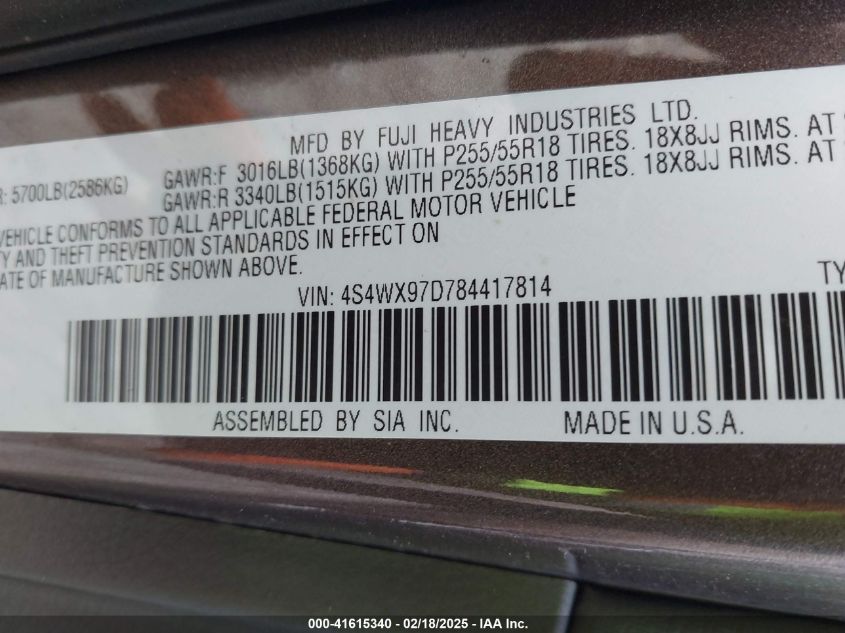 MFD BY FUJI HEAVY INDUSTRIES LTD.
R: 5700LB(2586KG) GAWR:F 3016LB(1368KG) WITH P255/55R18 TIRES. 18X8JJ RIMS. AT
GAWR:R 3340LB(1515KG) WITH P255/55R18 TIRES. 18X8JJ RIMS. AT
VEHICLE CONFORMS TO ALL APPLICABLE FEDERAL MOTOR VEHICLE
Y AND THEFT PREVENTION STANDARDS IN EFFECT ON
ATE OF MANUFACTURE SHOWN ABOVE.
VIN: 4S4WX97D784417814 TY
ASSEMBLED BY SIA INC. MADE IN U.S.A.
000-41615340 - 02/18/2025 - IAA Inc.